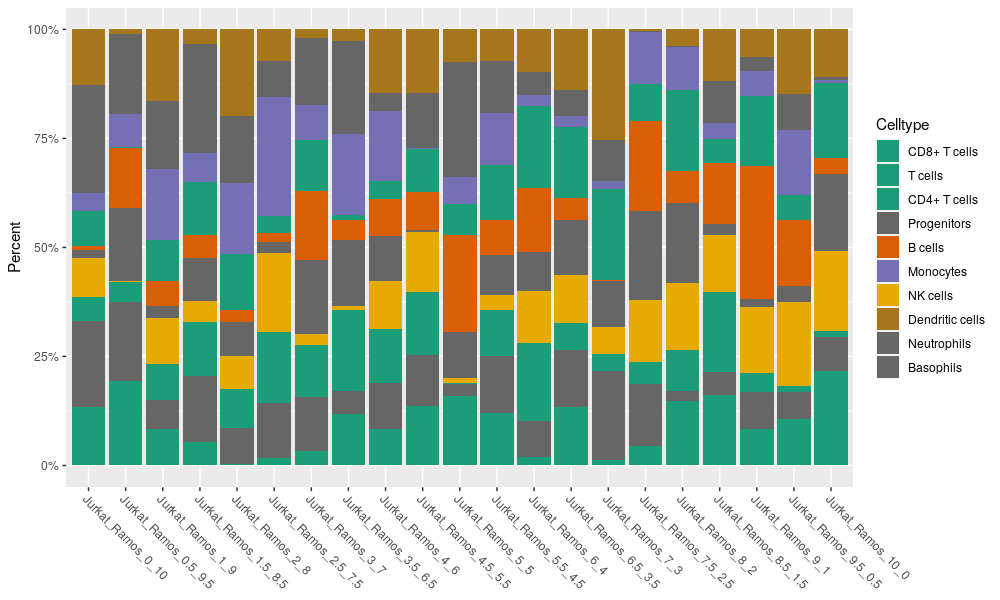 100%
75%
50%
25%
0%
Percent
Jurkat_Ramos_0_10
Jurkat_Ramos_05_9.5
Jurkat_Ramos_1_9
Jurkat_Ramos_1.5_8.5
Jurkat_Ramos_2_8
Jurkat_Ramos_2.5_7.5
Jurkat_Ramos_3_7
Jurkat_Ramos_3.5_6.5
Jurkat_Ramos_4_6
Jurkat_Ramos_4.5_5.5
Jurkat_Ramos_5_5
Jurkat_Ramos_5.5_4.5
Jurkat_Ramos_6_4
Jurkat_Ramos_6.5_3.5
Jurkat_Ramos_7_3
Jurkat_Ramos_7.5_2.5
Jurkat_Ramos_8_2
Jurkat_Ramos_8.5_1.5
Jurkat_Ramos_9_1
Jurkat_Ramos_9.5_0.5
Jurkat_Ramos_10_0
Celltype
CD8+ T cells
T cells
CD4+ T cells
Progenitors
B cells
Monocytes
NK cells
Dendritic cells
Neutrophils
Basophils